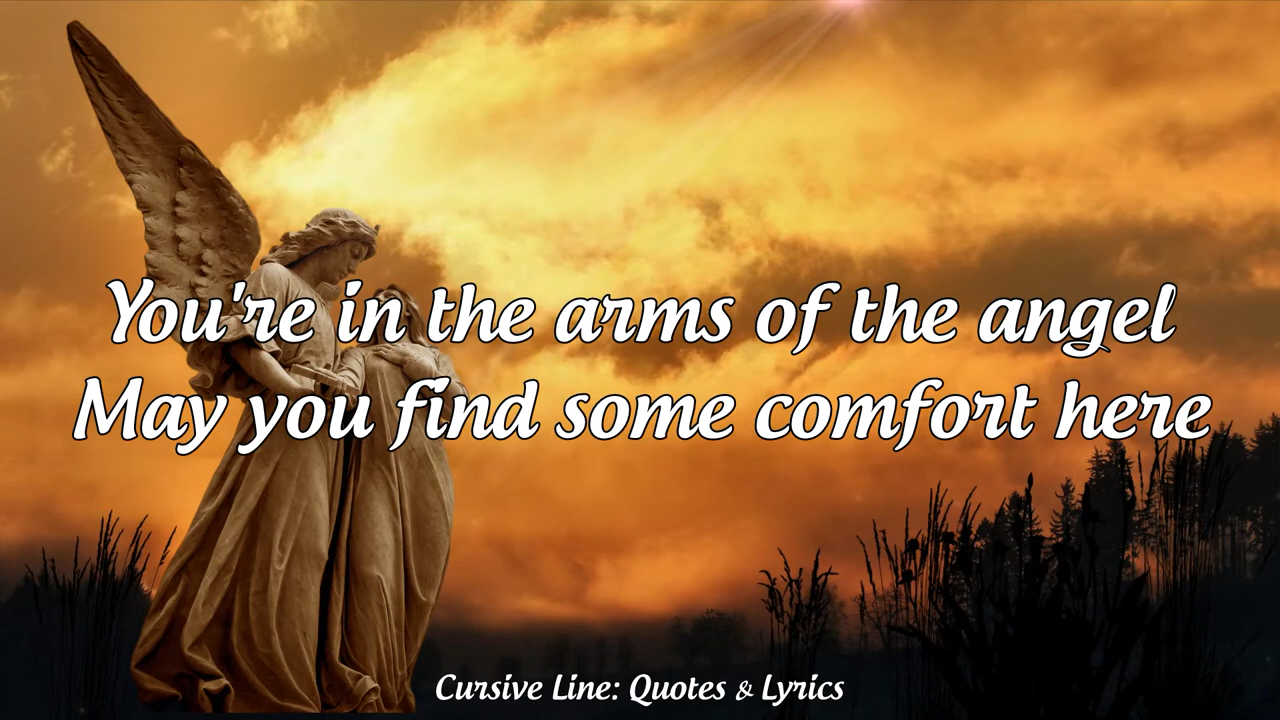 You're in the arms of the angel
May you find some comfort here
Cursive Line: Quotes & Lyrics